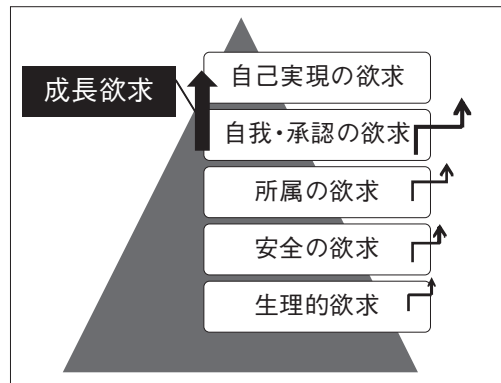 自己実現の欲求
成長欲求
自我・承認の欲求
所属の欲求
安全の欲求
生理的欲求